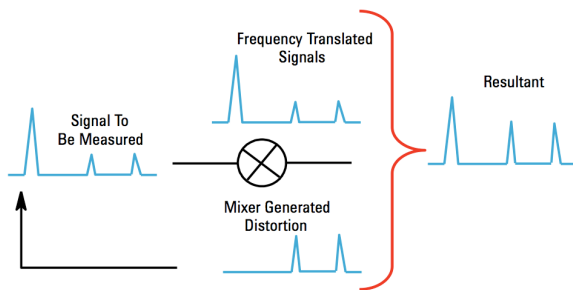 Signal To
Be Measured
Frequency Translated
Signals
Mixer Generated
Distortion
Resultant